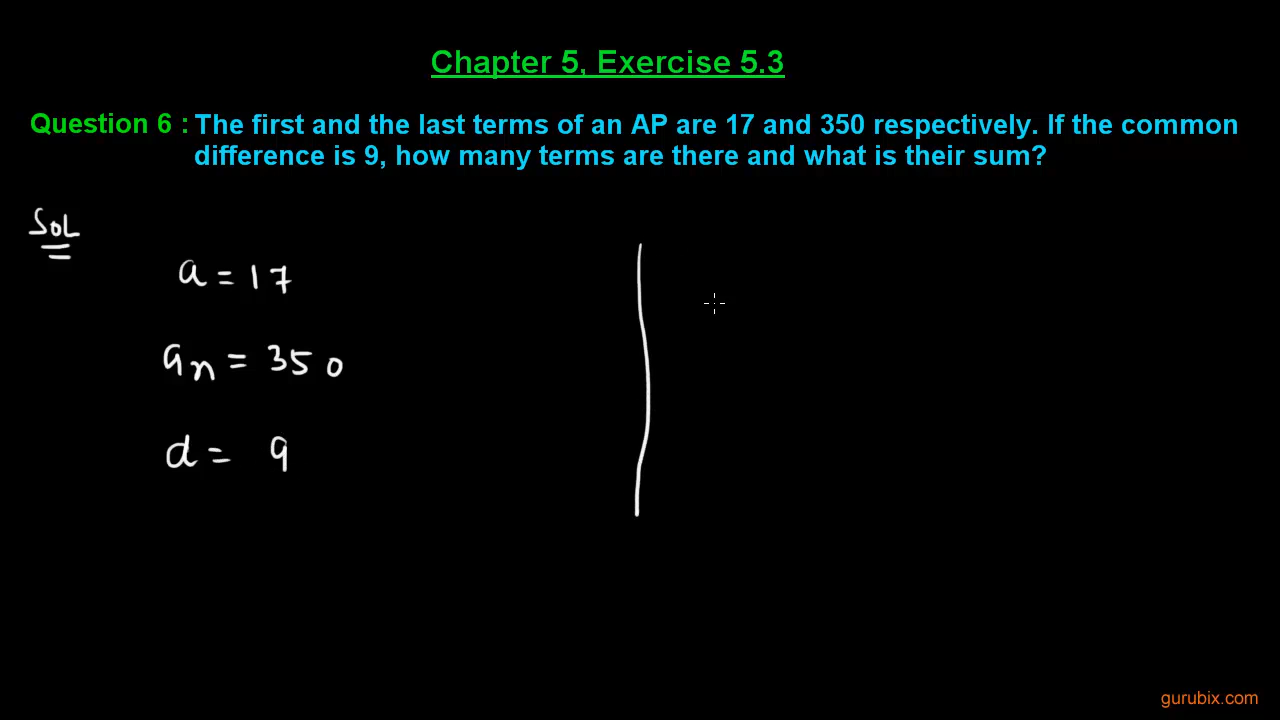 Chapter 5, Exercise 5.3
Question 6 : The first and the last terms of an AP are 17 and 350 respectively. If the common
difference is 9, how many terms are there and what is their sum?
SOL
a = 17
an = 350
d = 9
gurubix.com